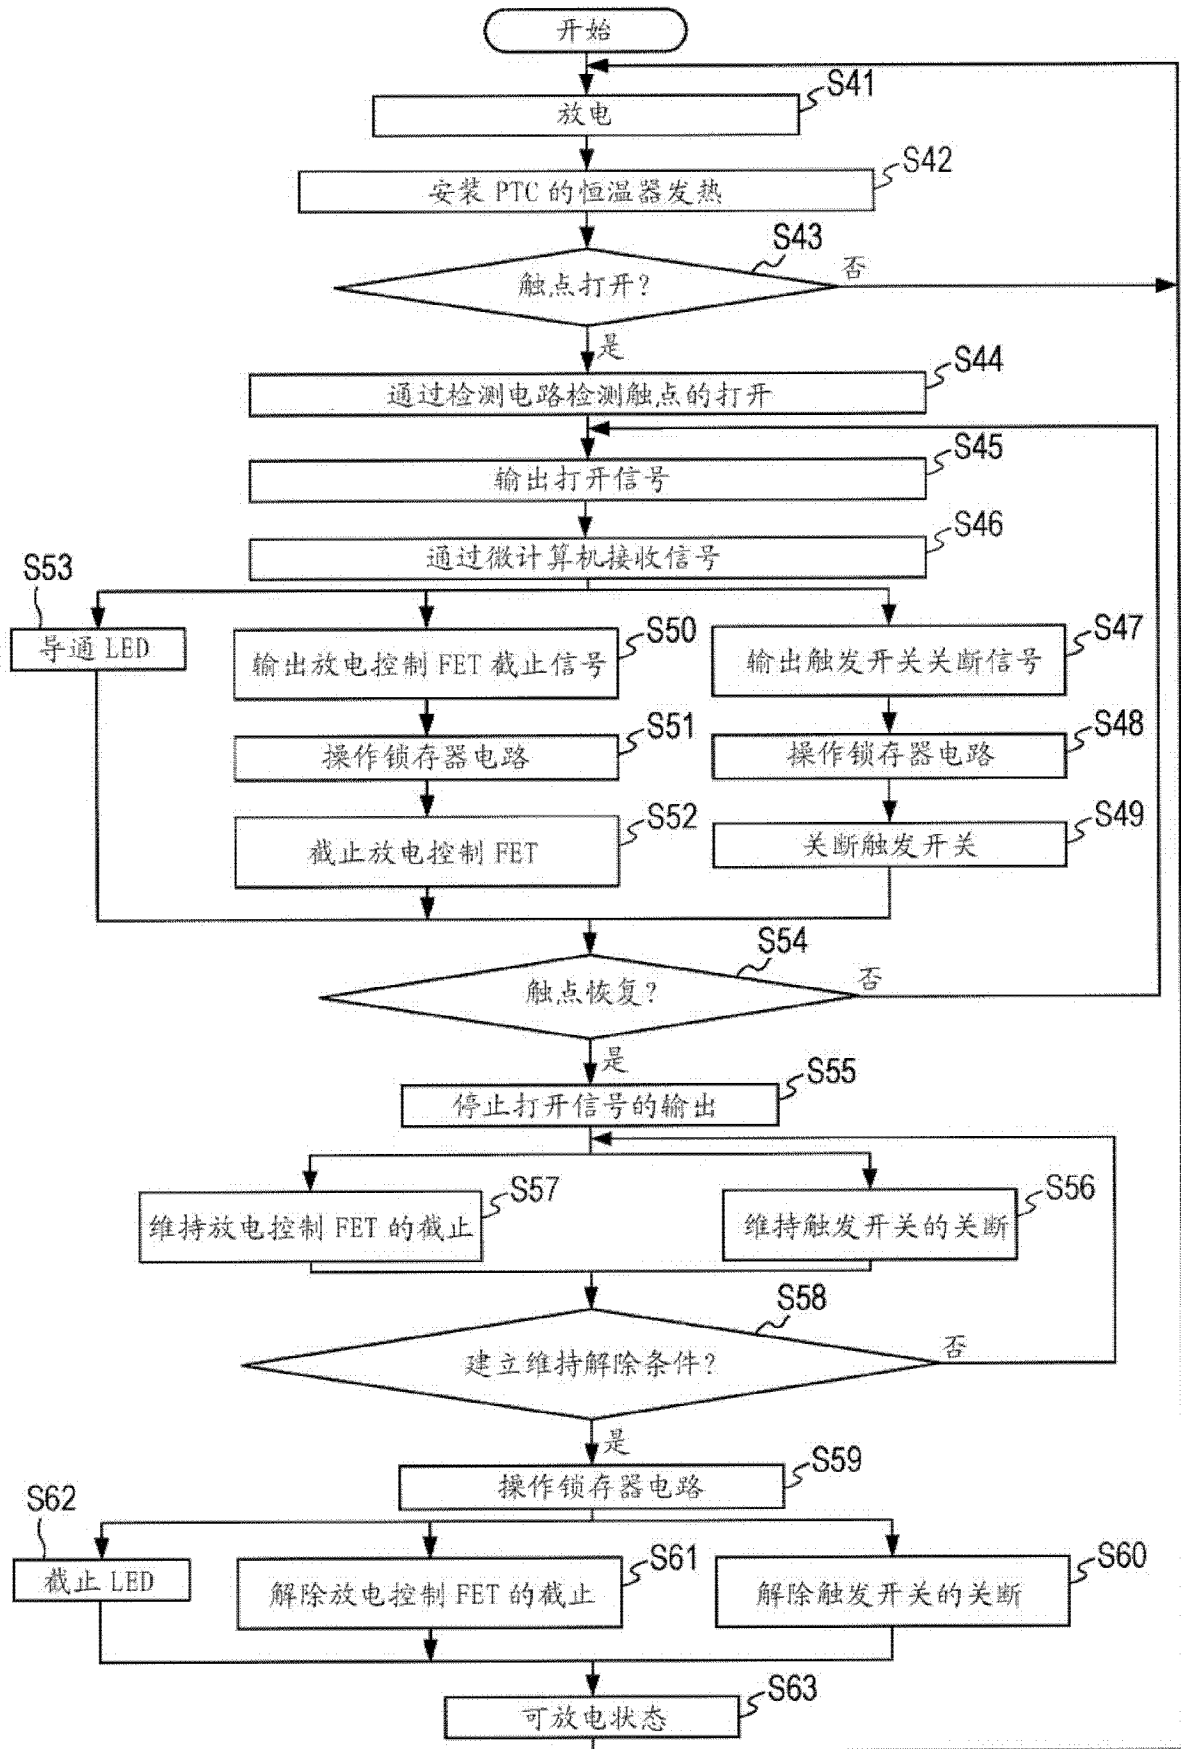 开始
S41
放电
S42
安装 PTC 的恒温器发热
S43
触点打开?
否
是
S44
通过检测电路检测触点的打开
S45
输出打开信号
S46
通过微计算机接收信号
S53
导通 LED
S50
输出放电控制 FET 截止信号
S47
输出触发开关关断信号
S51
操作锁存器电路
S48
操作锁存器电路
S52
截止放电控制 FET
S49
关断触发开关
S54
触点恢复?
否
是
S55
停止打开信号的输出
S57
维持放电控制 FET 的截止
S56
维持触发开关的关断
S58
建立维持解除条件?
否
是
S59
操作锁存器电路
S62
截止 LED
S61
解除放电控制 FET 的截止
S60
解除触发开关的关断
S63
可放电状态